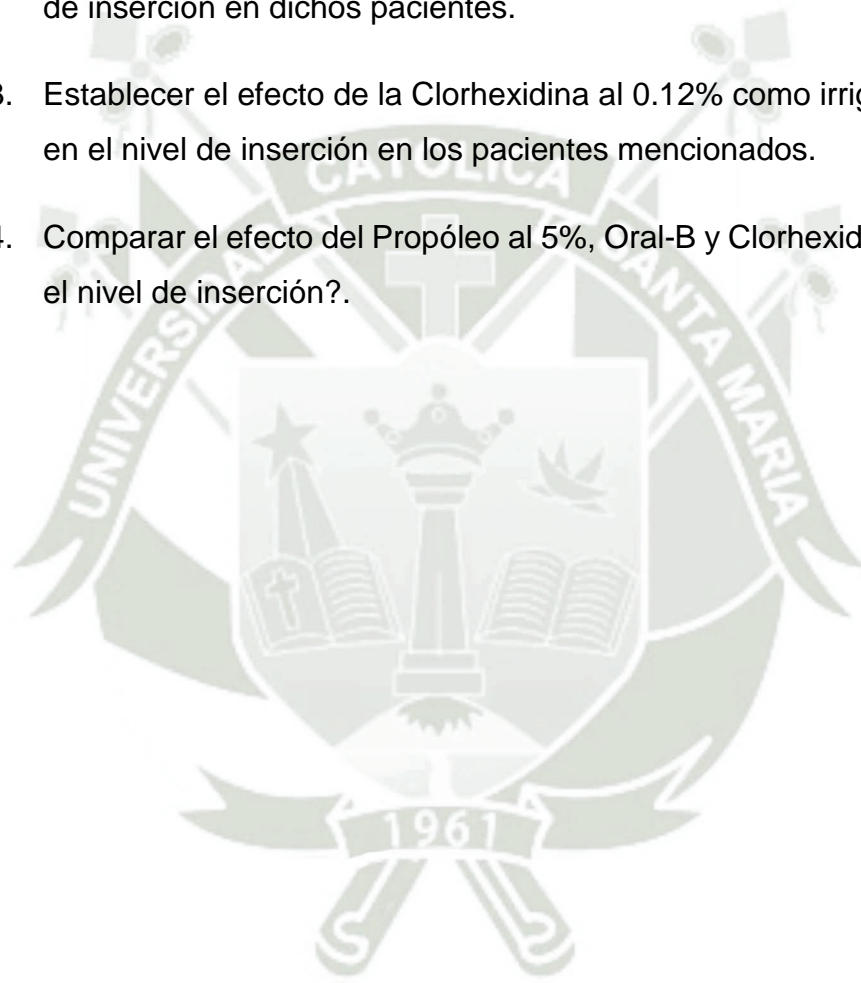 de inserción en dichos pacientes.
3. Establecer el efecto de la Clorhexidina al 0.12% como
en el nivel de inserción en los pacientes mencionados.
4. Comparar el efecto del Propóleo al 5%, Oral-B y
el nivel de inserción?.
UNIVERSIDAD CATOLICA SANTA MARIA
1961